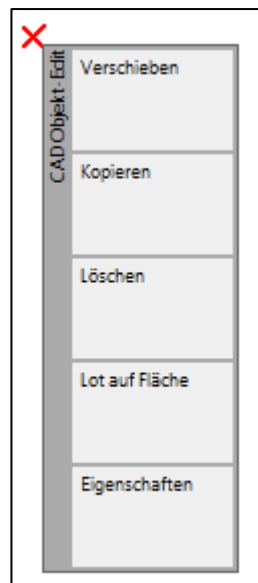 CAD Objekt-Edit
Verschieben
Kopieren
Löschen
Lot auf Fläche
Eigenschaften